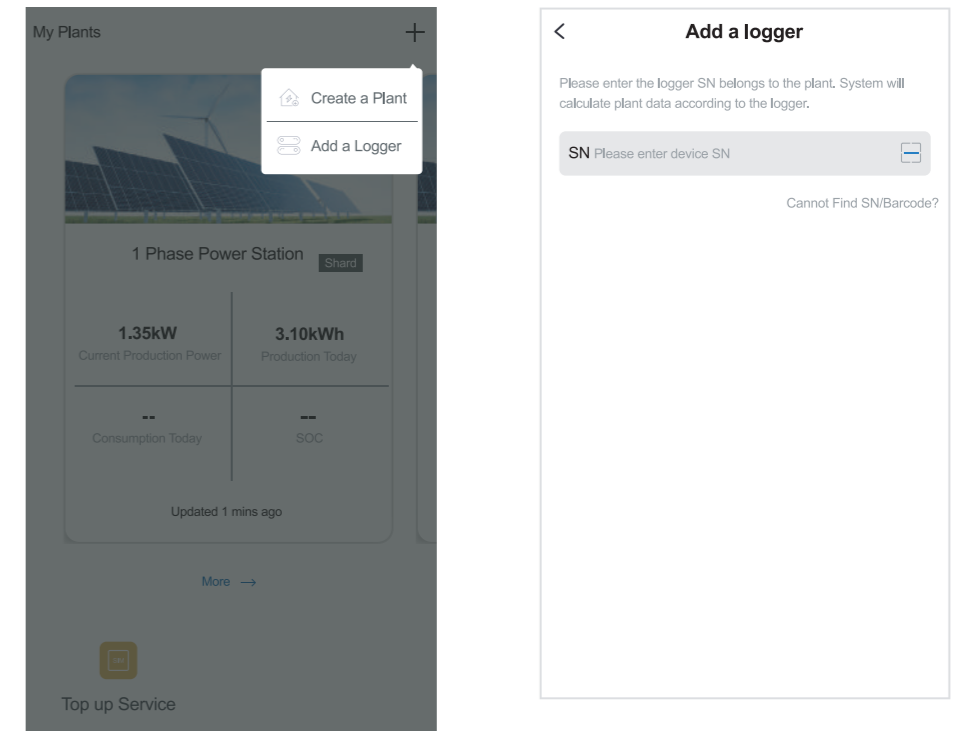 My Plants
Create a Plant
Add a Logger
1 Phase Power Station
Shard
1.35kW
Current Production Power
3.10kWh
Production Today
--
Consumption Today
--
SOC
Updated 1 mins ago
More →
Top up Service
Add a logger
Please enter the logger SN belongs to the plant. System will
calculate plant data according to the logger.
SN Please enter device SN
Cannot Find SN/Barcode?